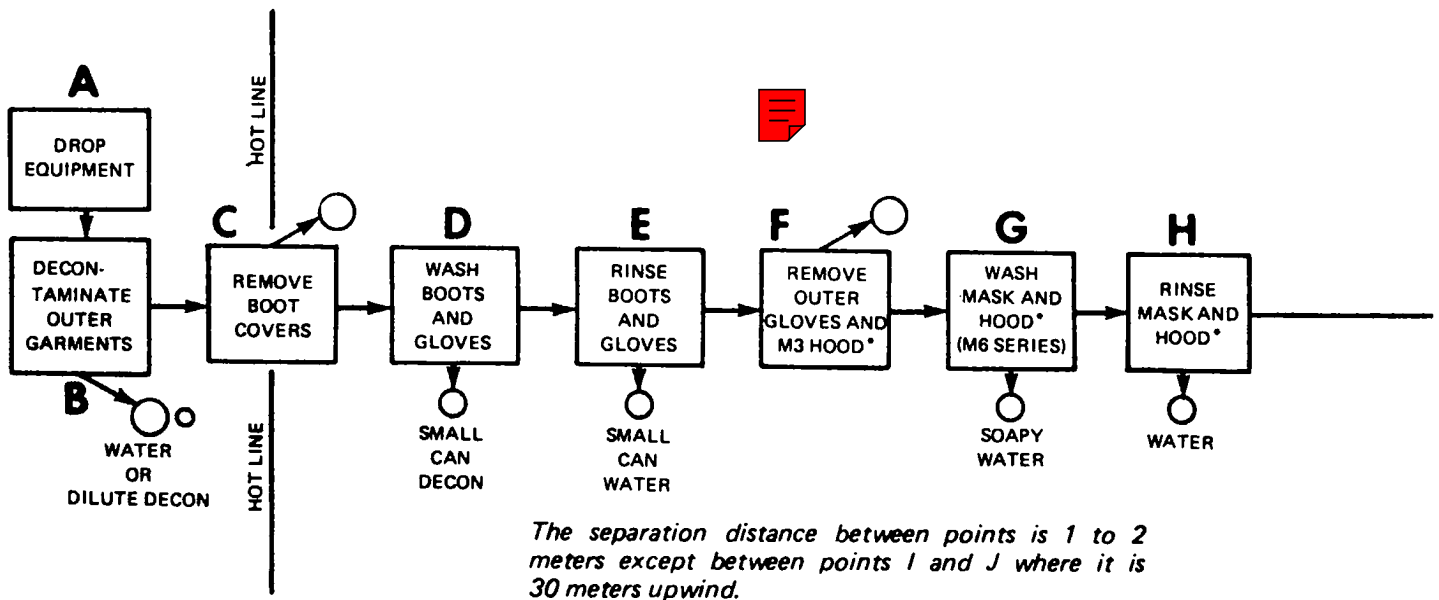 A
DROP
EQUIPMENT
HOT LINE
B
DECON-
TAMINATE
OUTER
GARMENTS
WATER
OR
DILUTE DECON
HOT LINE
C
REMOVE
BOOT
COVERS
D
WASH
BOOTS
AND
GLOVES
SMALL
CAN
DECON
E
RINSE
BOOTS
AND
GLOVES
SMALL
CAN
WATER
F
REMOVE
OUTER
GLOVES AND
M3 HOOD*
G
WASH
MASK AND
HOOD*
(M6 SERIES)
SOAPY
WATER
H
RINSE
MASK AND
HOOD*
WATER
The separation distance between points is 1 to 2
meters except between points I and J where it is
30 meters upwind.